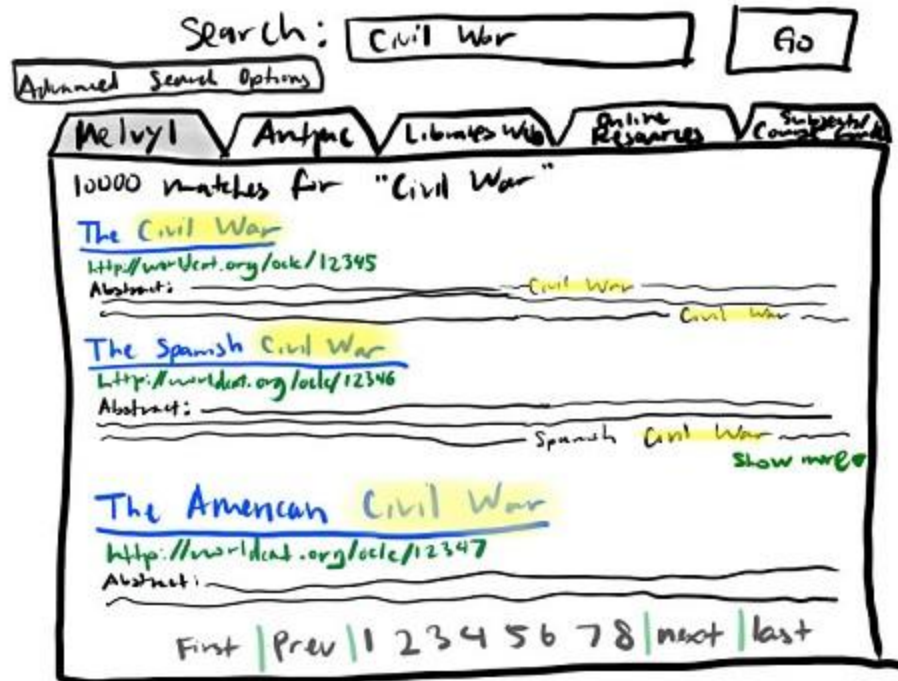 Search: Civil War GO
Advanced Search Options
Melvyl Antpac Libraries Web Online Resources Subjects/ Course Guides
10000 matches for "Civil War"
The Civil War
http://worldcat.org/oclc/12345
Abstract: Civil War
Civil War
The Spanish Civil War
http://worldcat.org/oclc/12346
Abstract:
Spanish Civil War
Show more
The American Civil War
http://worldcat.org/oclc/12347
Abstract:
First | Prev | 1 2 3 4 5 6 7 8 | next | last